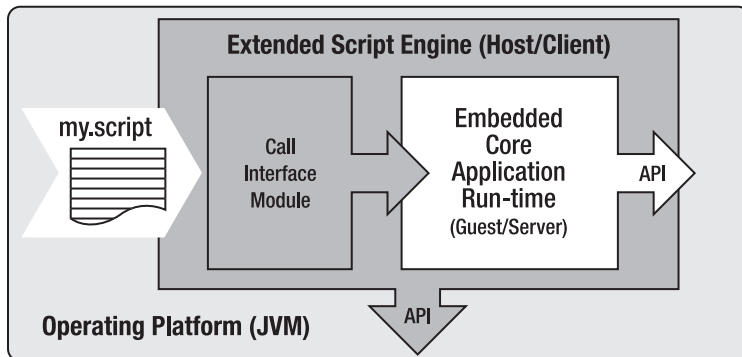 Extended Script Engine (Host/Client)
my.script
Call
Interface
Module
Embedded
Core
Application
Run-time
(Guest/Server)
API
API
Operating Platform (JVM)